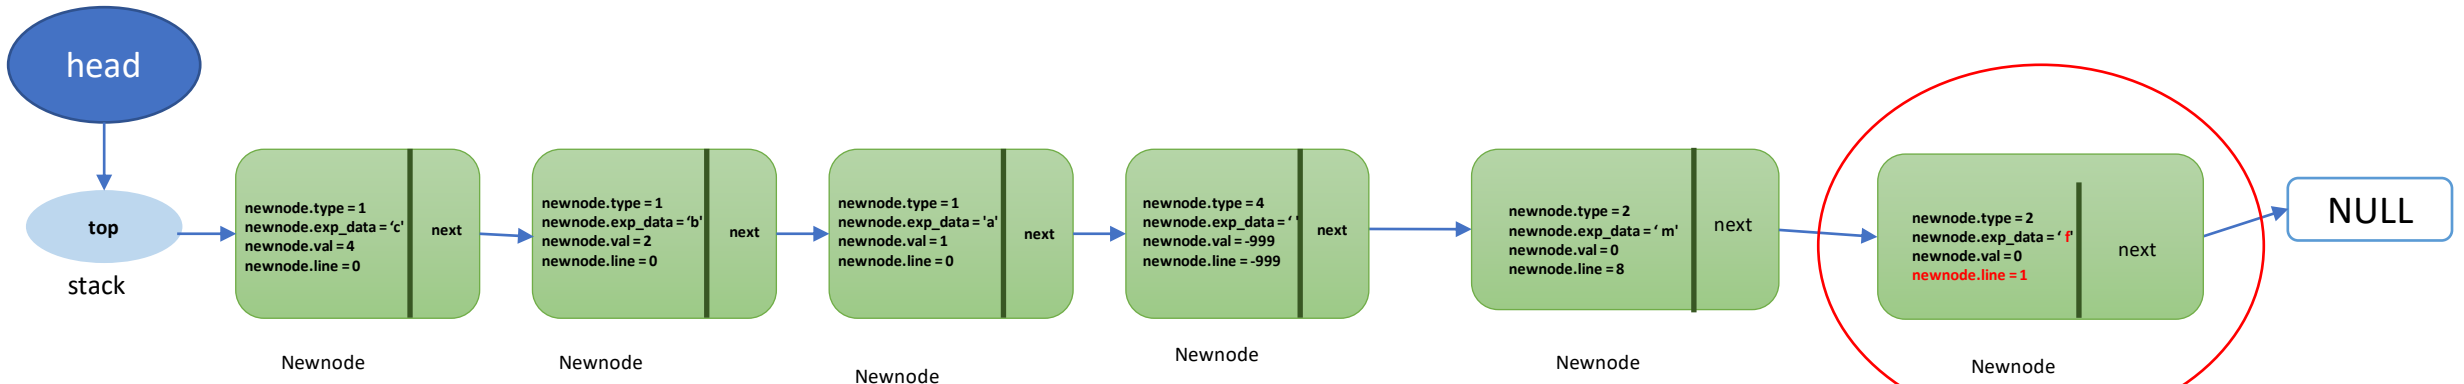 head
top
stack
newnode.type = 1
newnode.exp_data = ‘c'
newnode.val = 4
newnode.line = 0
next
Newnode
newnode.type = 1
newnode.exp_data = ‘b'
newnode.val = 2
newnode.line = 0
next
Newnode
newnode.type = 1
newnode.exp_data = 'a'
newnode.val = 1
newnode.line = 0
next
Newnode
newnode.type = 4
newnode.exp_data = ‘ '
newnode.val = -999
newnode.line = -999
next
Newnode
newnode.type = 2
newnode.exp_data = ‘ m'
newnode.val = 0
newnode.line = 8
next
Newnode
newnode.type = 2
newnode.exp_data = ‘ f'
newnode.val = 0
newnode.line = 1
next
Newnode
NULL